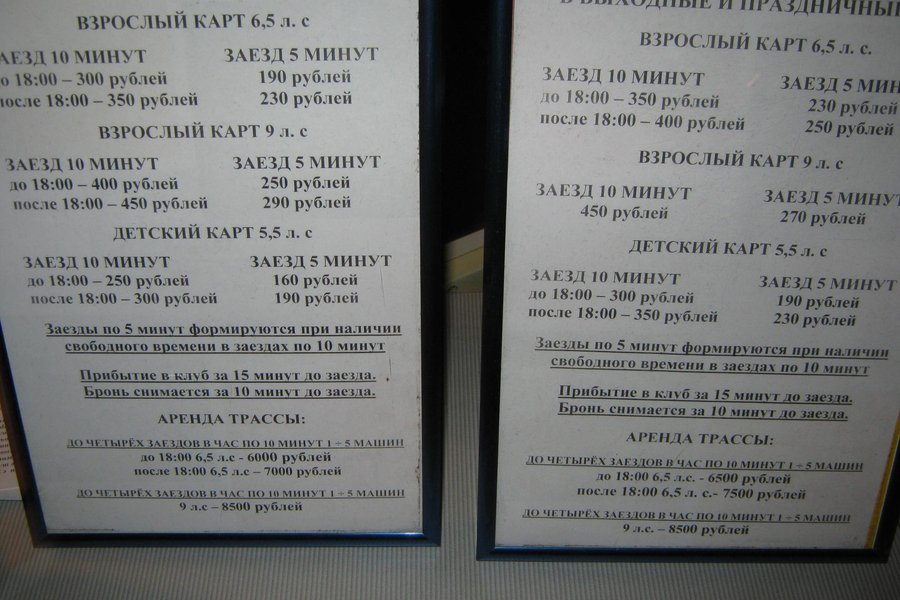 ВЗРОСЛЫЙ КАРТ 6,5 л. с
ЗАЕЗД 10 МИНУТ ЗАЕЗД 5 МИНУТ
до 18:00 – 300 рублей 190 рублей
после 18:00 – 350 рублей 230 рублей
ВЗРОСЛЫЙ КАРТ 9 л. с
ЗАЕЗД 10 МИНУТ ЗАЕЗД 5 МИНУТ
до 18:00 – 400 рублей 250 рублей
после 18:00 – 450 рублей 290 рублей
ДЕТСКИЙ КАРТ 5,5 л. с
ЗАЕЗД 10 МИНУТ ЗАЕЗД 5 МИНУТ
до 18:00 – 250 рублей 160 рублей
после 18:00 – 300 рублей 190 рублей
Заезды по 5 минут формируются при наличии
свободного времени в заездах по 10 минут
Прибытие в клуб за 15 минут до заезда.
Бронь снимается за 10 минут до заезда.
АРЕНДА ТРАССЫ:
ДО ЧЕТЫРЁХ ЗАЕЗДОВ В ЧАС ПО 10 МИНУТ 1 ÷ 5 МАШИН
до 18:00 6,5 л.с - 6000 рублей
после 18:00 6,5 л.с – 7000 рублей
ДО ЧЕТЫРЁХ ЗАЕЗДОВ В ЧАС ПО 10 МИНУТ 1 ÷ 5 МАШИН
9 л.с – 8500 рублей
В ВЫХОДНЫЕ И ПРАЗДНИЧНЫ
ВЗРОСЛЫЙ КАРТ 6,5 л. с.
ЗАЕЗД 10 МИНУТ ЗАЕЗД 5 МИН
до 18:00 – 350 рублей 230 рублей
после 18:00 – 400 рублей 250 рублей
ВЗРОСЛЫЙ КАРТ 9 л. с
ЗАЕЗД 10 МИНУТ ЗАЕЗД 5 МИНУТ
450 рублей 270 рублей
ДЕТСКИЙ КАРТ 5,5 л. с
ЗАЕЗД 10 МИНУТ ЗАЕЗД 5 МИНУТ
до 18:00 – 300 рублей 190 рублей
после 18:00 – 350 рублей 230 рублей
Заезды по 5 минут формируются при наличии
свободного времени в заездах по 10 минут
Прибытие в клуб за 15 минут до заезда.
Бронь снимается за 10 минут до заезда.
АРЕНДА ТРАССЫ:
ДО ЧЕТЫРЁХ ЗАЕЗДОВ В ЧАС ПО 10 МИНУТ 1 ÷ 5 МАШИН
до 18:00 6,5 л.с. - 6500 рублей
после 18:00 6,5 л. с.- 7500 рублей
ДО ЧЕТЫРЁХ ЗАЕЗДОВ В ЧАС ПО 10 МИНУТ 1 ÷ 5 МАШИН
9 л.с. – 8500 рублей